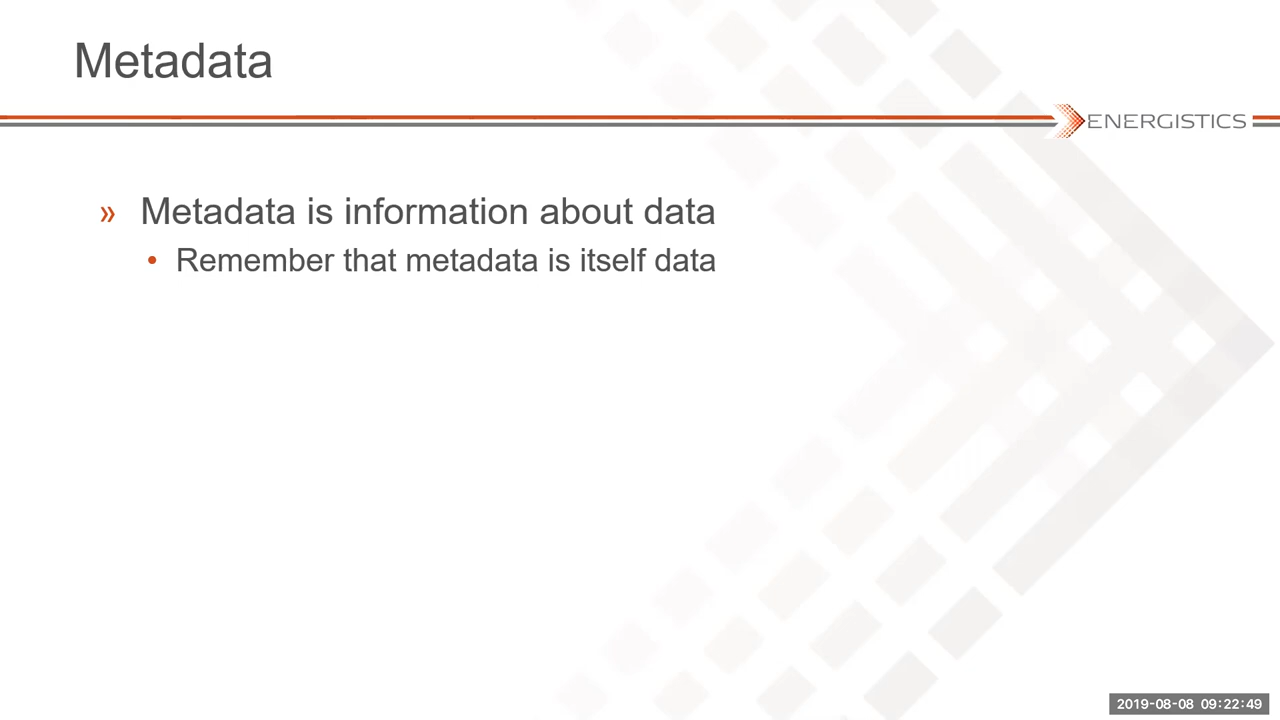 Metadata
ENERGISTICS
» Metadata is information about data
• Remember that metadata is itself data
2019-08-08 09:22:49